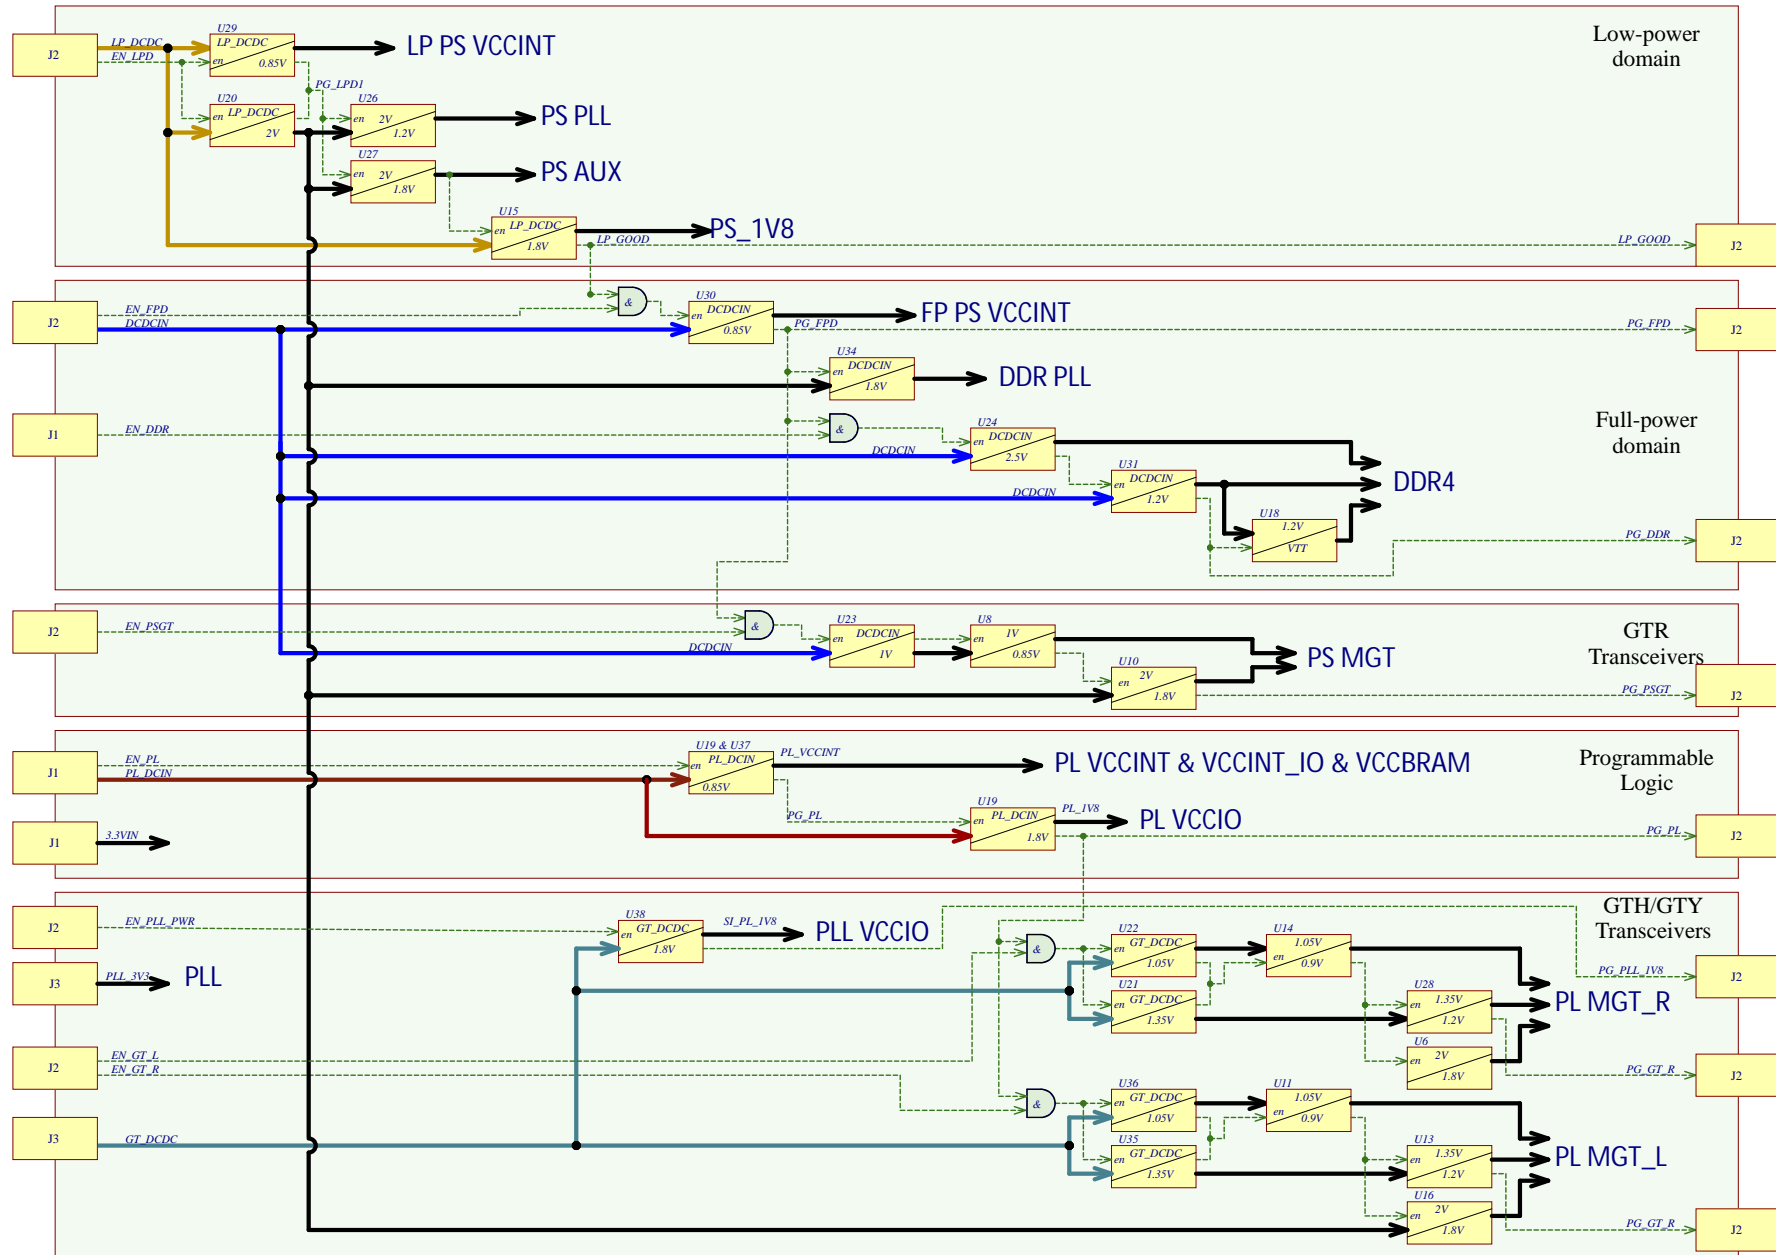 Low-power
domain
J2
LP_DCDC
EN_LPD
U29
LP_DCDC
en
0.85V
LP PS VCCINT
PG_LPD1
U20
en
LP_DCDC
2V
U26
en
2V
1.2V
PS PLL
U27
en
2V
1.8V
PS AUX
U15
en
LP_DCDC
1.8V
PS_1V8
LP_GOOD
LP_GOOD
J2
J2
EN_FPD
DCDCIN
&
U30
en
DCDCIN
0.85V
FP PS VCCINT
PG_FPD
PG_FPD
J2
U34
en
DCDCIN
1.8V
DDR PLL
Full-power
domain
J1
EN_DDR
&
U24
en
DCDCIN
2.5V
DCDCIN
U31
en
DCDCIN
1.2V
DCDCIN
DDR4
U18
1.2V
VTT
PG_DDR
J2
GTR
Transceivers
J2
EN_PSGT
&
U23
en
DCDCIN
1V
DCDCIN
U8
en
1V
0.85V
PS MGT
U10
en
2V
1.8V
PG_PSGT
J2
Programmable
Logic
J1
EN_PL
PL_DCIN
U19 & U37
en
PL_DCIN
0.85V
PL_VCCINT
PL VCCINT & VCCINT_IO & VCCBRAM
PG_PL
U19
en
PL_DCIN
1.8V
PL_1V8
PL VCCIO
PG_PL
J2
J1
3.3VIN
GTH/GTY
Transceivers
J2
EN_PLL_PWR
U38
en
GT_DCDC
1.8V
SI_PL_1V8
PLL VCCIO
&
U22
en
GT_DCDC
1.05V
U14
1.05V
en
0.9V
PG_PLL_1V8
J2
J3
PLL_3V3
PLL
U21
en
GT_DCDC
1.35V
U28
1.35V
en
1.2V
PL MGT_R
U6
2V
en
1.8V
J2
EN_GT_L
EN_GT_R
PG_GT_R
J2
&
U36
en
GT_DCDC
1.05V
U11
1.05V
en
0.9V
J3
GT_DCDC
U35
en
GT_DCDC
1.35V
U13
1.35V
en
1.2V
PL MGT_L
U16
2V
en
1.8V
PG_GT_R
J2